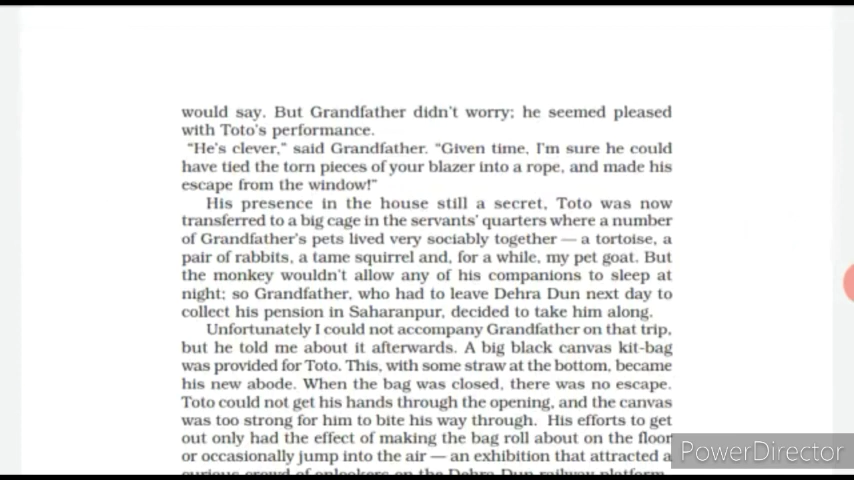 would say. But Grandfather didn't worry; he seemed pleased
with Toto's performance.
"He's clever," said Grandfather. "Given time, I'm sure he could
have tied the torn pieces of your blazer into a rope, and made his
escape from the window!"
His presence in the house still a secret, Toto was now
transferred to a big cage in the servants' quarters where a number
of Grandfather's pets lived very sociably together — a tortoise, a
pair of rabbits, a tame squirrel and, for a while, my pet goat. But
the monkey wouldn't allow any of his companions to sleep at
night; so Grandfather, who had to leave Dehra Dun next day to
collect his pension in Saharanpur, decided to take him along.
Unfortunately I could not accompany Grandfather on that trip,
but he told me about it afterwards. A big black canvas kit-bag
was provided for Toto. This, with some straw at the bottom, became
his new abode. When the bag was closed, there was no escape.
Toto could not get his hands through the opening, and the canvas
was too strong for him to bite his way through. His efforts to get
out only had the effect of making the bag roll about on the floor
or occasionally jump into the air — an exhibition that attracted a
curious crowd of onlookers on the Dehra Dun railway platform.
PowerDirector